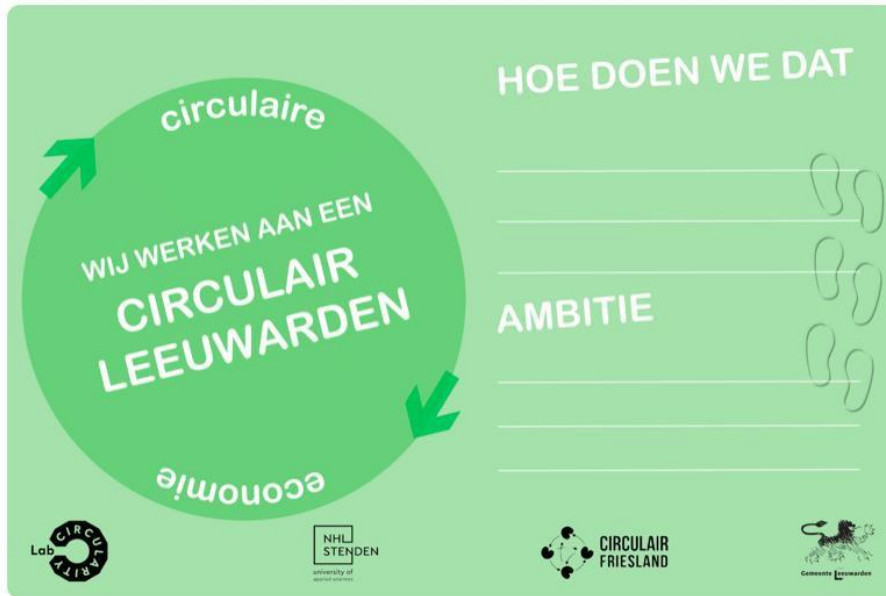 circulaire
WIJ WERKEN AAN EEN
CIRCULAIR
LEEUWARDEN
economie
HOE DOEN WE DAT
AMBITIE
Lab CIRCULARITY
NHL
STENDEN
university of
applied sciences
CIRCULAIR
FRIESLAND
Gemeente Leeuwarden